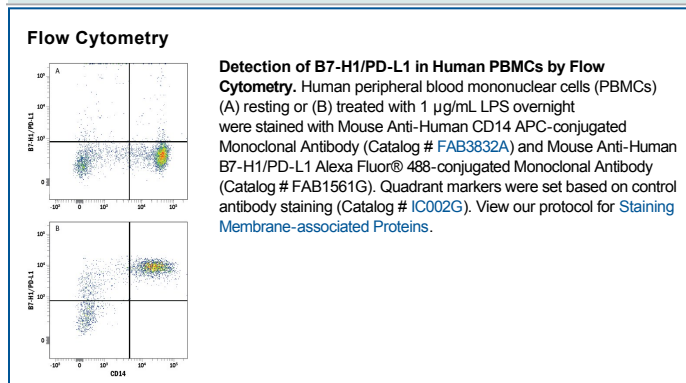 Flow Cytometry
Detection of B7-H1/PD-L1 in Human PBMCs by Flow
Cytometry. Human peripheral blood mononuclear cells (PBMCs)
(A) resting or (B) treated with 1 µg/mL LPS overnight
were stained with Mouse Anti-Human CD14 APC-conjugated
Monoclonal Antibody (Catalog # FAB3832A) and Mouse Anti-Human
B7-H1/PD-L1 Alexa Fluor® 488-conjugated Monoclonal Antibody
(Catalog # FAB1561G). Quadrant markers were set based on control
antibody staining (Catalog # IC002G). View our protocol for Staining
Membrane-associated Proteins.
A
B7-H1/PD-L1
10⁵
10⁴
10³
0
-10³ 0 10³ 10⁴ 10⁵
B
B7-H1/PD-L1
10⁵
10⁴
10³
0
-10³ 0 10³ 10⁴ 10⁵
CD14